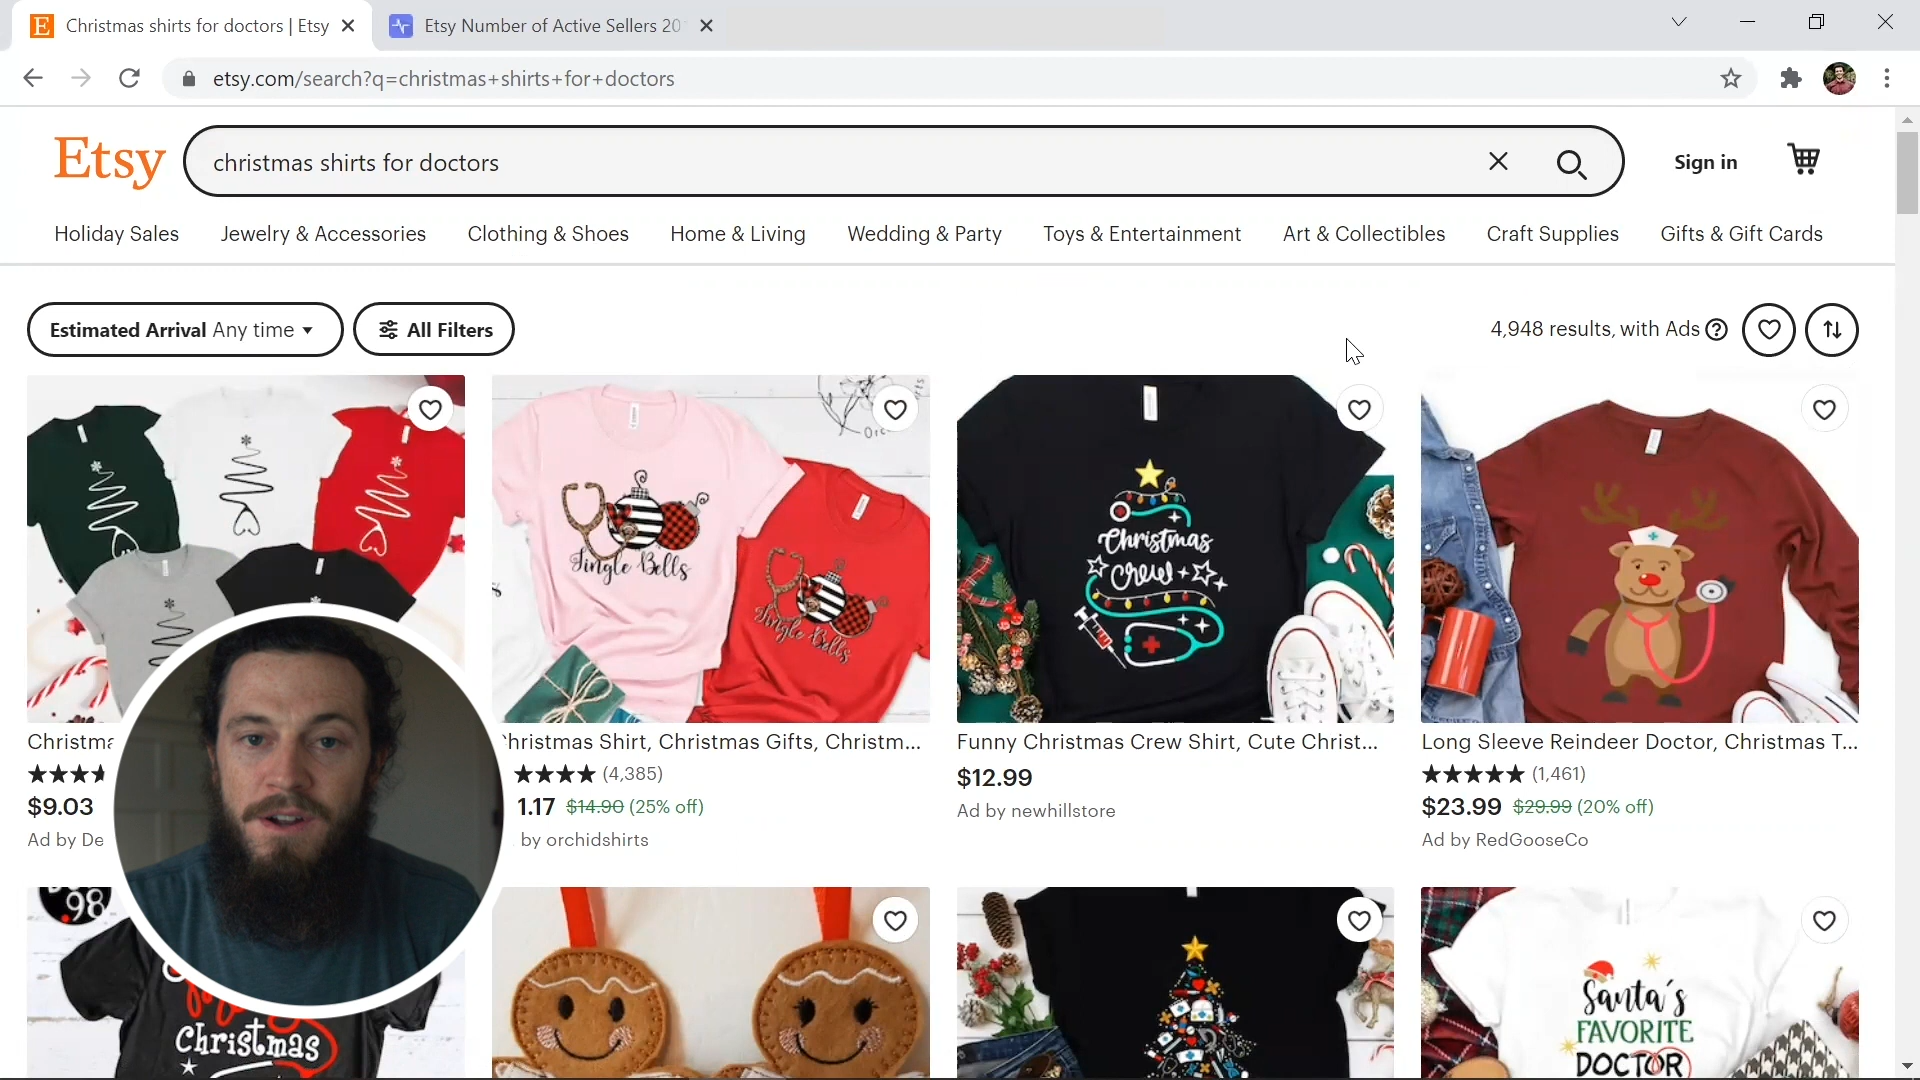 Christmas shirts for doctors | Etsy
Etsy Number of Active Sellers 20
etsy.com/search?q=christmas+shirts+for+doctors
Etsy
christmas shirts for doctors
Sign in
Holiday Sales Jewelry & Accessories Clothing & Shoes Home & Living Wedding & Party Toys & Entertainment Art & Collectibles Craft Supplies Gifts & Gift Cards
Estimated Arrival Any time
All Filters
4,948 results, with Ads
Jingle Bells
Jingle Bells
Christmas
Crew
Christma
hristmas Shirt, Christmas Gifts, Christm...
Funny Christmas Crew Shirt, Cute Christ...
Long Sleeve Reindeer Doctor, Christmas T...
(4,385)
(1,461)
$9.03
1.17 $14.90 (25% off)
$12.99
$23.99 $29.99 (20% off)
Ad by De
by orchidshirts
Ad by newhillstore
Ad by RedGooseCo
.98
Christmas
Santa's
FAVORITE
DOCTOR